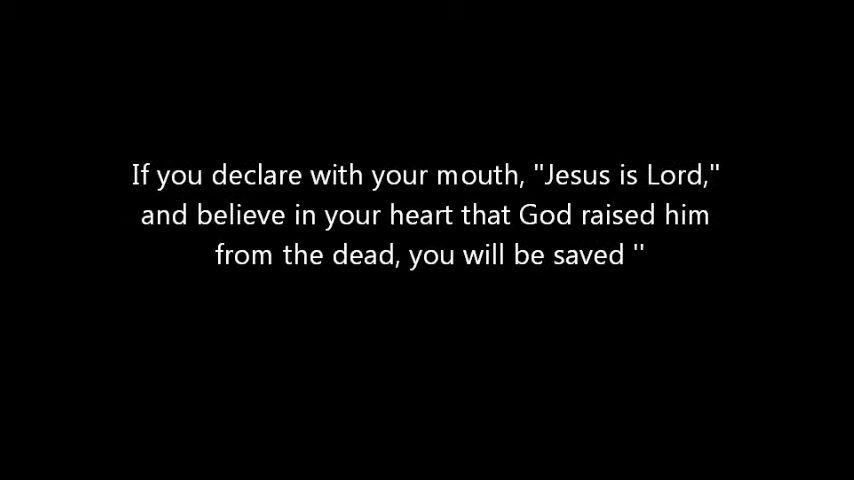 If you declare with your mouth, "Jesus is Lord,"
and believe in your heart that God raised him
from the dead, you will be saved "